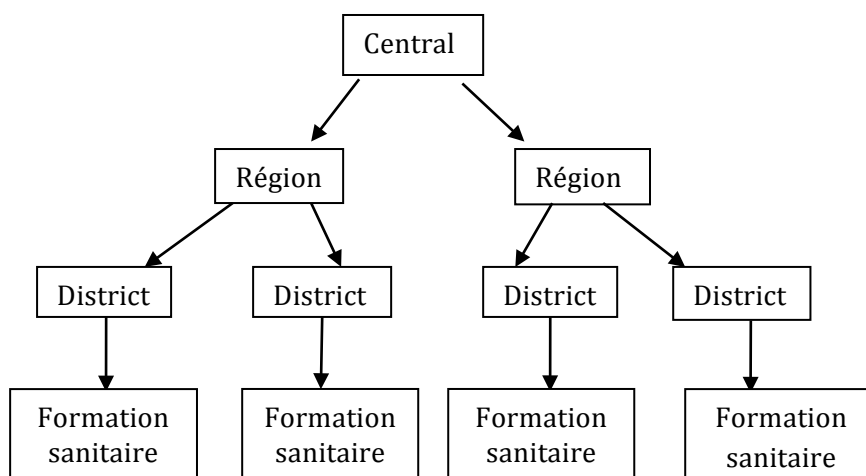 Central
Région
Région
District
District
District
District
Formation
sanitaire
Formation
sanitaire
Formation
sanitaire
Formation
sanitaire